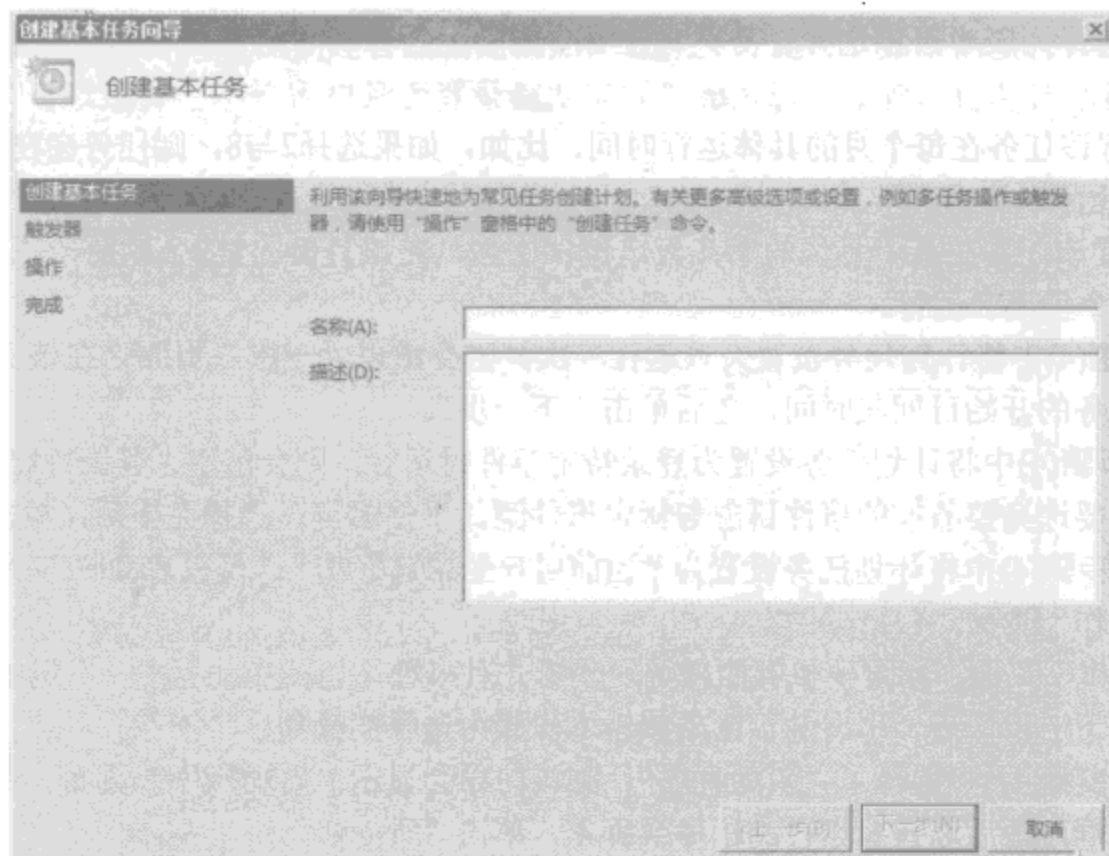 创建基本任务向导
创建基本任务
创建基本任务
触发器
操作
完成
利用该向导快速地为常见任务创建计划。有关更多高级选项或设置，例如多任务操作或触发
器，请使用“操作”窗格中的“创建任务”命令。
名称(A):
描述(D):
下一步(N)
取消